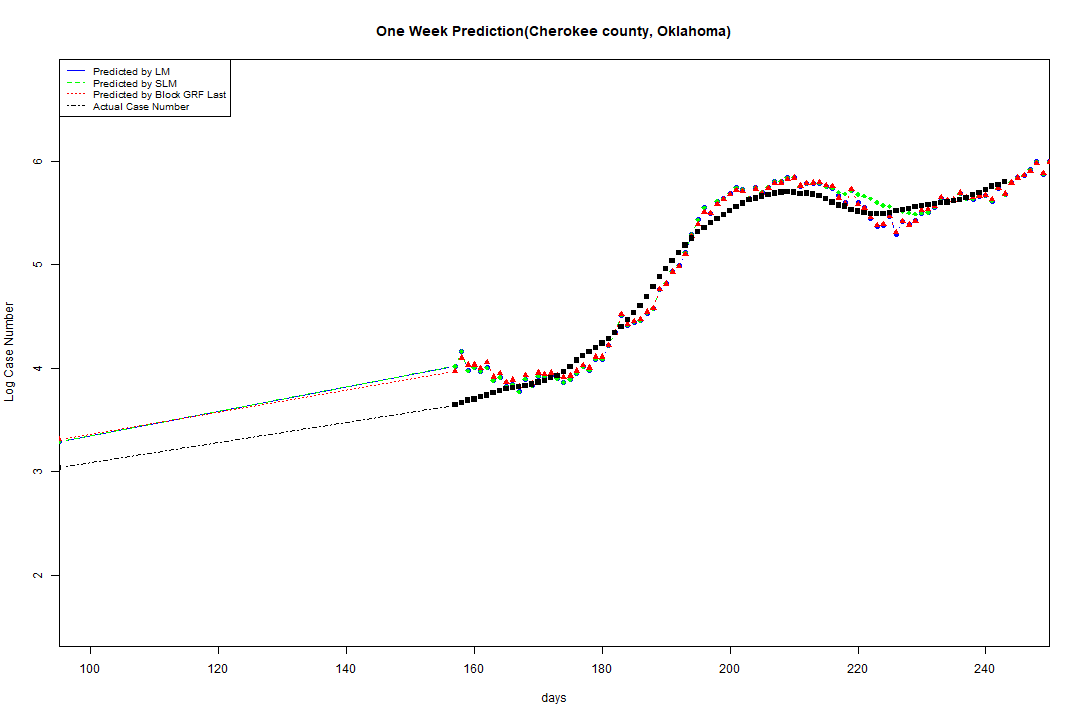 One Week Prediction(Cherokee county, Oklahoma)
Predicted by LM
Predicted by SLM
Predicted by Block GRF Last
Actual Case Number
6
5
4
3
2
Log Case Number
100 120 140 160 180 200 220 240
days